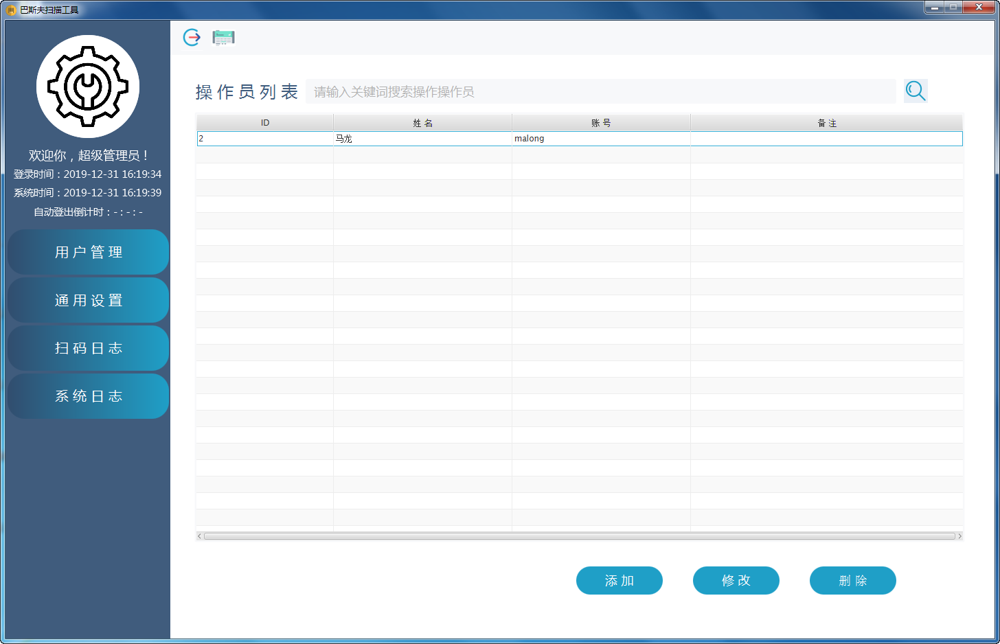 巴斯夫扫描工具
欢迎你，超级管理员！
登录时间：2019-12-31 16:19:34
系统时间：2019-12-31 16:19:39
自动登出倒计时：- : - : -
用户管理
通用设置
扫码日志
系统日志
操作员列表 请输入关键词搜索操作操作员
ID 姓名 账号 备注
2 马龙 malong
添加 修改 删除